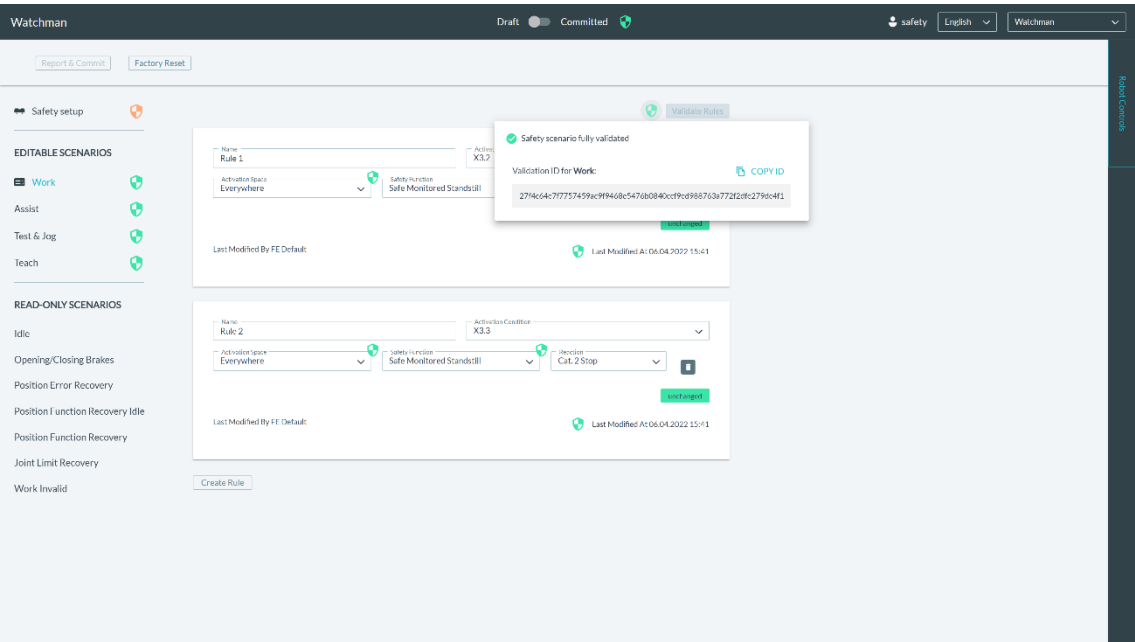 Watchman
Draft Committed safety English Watchman
Report & Commit Factory Reset
Robot Controls
Safety setup
Validate Rules
EDITABLE SCENARIOS
Work
Assist
Test & Jog
Teach
READ-ONLY SCENARIOS
Idle
Opening/Closing Brakes
Position Error Recovery
Position Function Recovery Idle
Position Function Recovery
Joint Limit Recovery
Work Invalid
Safety scenario fully validated
Validation ID for Work:
COPY ID
Name
Rule 1
X3.2
Activation Space
Everywhere
Safety Function
Safe Monitored Standstill
unchanged
Last Modified By FE Default
Last Modified At 06.04.2022 15:41
Name
Rule 2
Activation Condition
X3.3
Activation Space
Everywhere
Safety Function
Safe Monitored Standstill
Reaction
Cat. 2 Stop
unchanged
Last Modified By FE Default
Last Modified At 06.04.2022 15:41
Create Rule